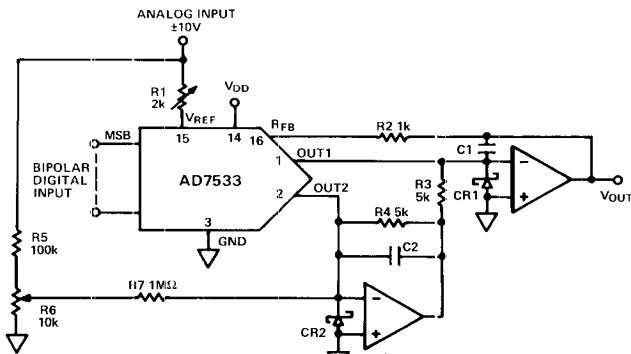 ANALOG INPUT
±10V
R1
2k
VREF
VDD
RFB
R2 1k
C1
MSB
15
14
16
1
OUT1
BIPOLAR
DIGITAL
INPUT
AD7533
2
OUT2
R3
5k
CR1
VOUT
R4 5k
3
GND
C2
R5
100k
R7 1MΩ
R6
10k
CR2